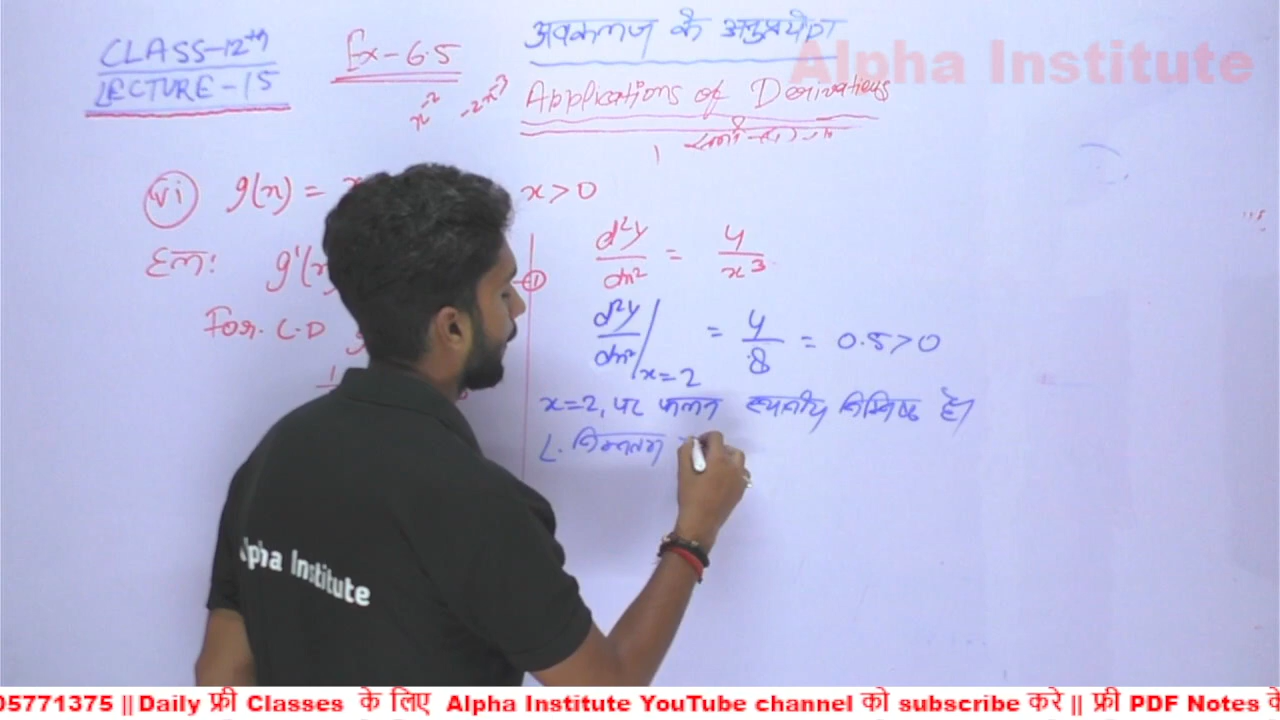 CLASS-12th
LECTURE-15
Ex-6.5
अवकलज के अनुप्रयोग
Alpha Institute
Applications of Derivatives
(vi) g(x) =
x>0
हल:
g'(
For. C.D
d²y/dx² = 4/x³
d²y/dx²|x=2 = 4/8 = 0.5>0
x=2, पर फलन स्थानीय निम्निष्ठ है।
L. निम्नतम
lpha Institute
05771375 || Daily फ्री Classes के लिए Alpha Institute YouTube channel को subscribe करे || फ्री PDF Notes के